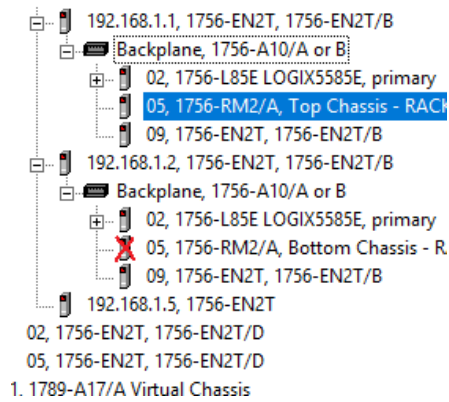 192.168.1.1, 1756-EN2T, 1756-EN2T/B
Backplane, 1756-A10/A or B
02, 1756-L85E LOGIX5585E, primary
05, 1756-RM2/A, Top Chassis - RACK
09, 1756-EN2T, 1756-EN2T/B
192.168.1.2, 1756-EN2T, 1756-EN2T/B
Backplane, 1756-A10/A or B
02, 1756-L85E LOGIX5585E, primary
05, 1756-RM2/A, Bottom Chassis - R
09, 1756-EN2T, 1756-EN2T/B
192.168.1.5, 1756-EN2T
02, 1756-EN2T, 1756-EN2T/D
05, 1756-EN2T, 1756-EN2T/D
1, 1789-A17/A Virtual Chassis